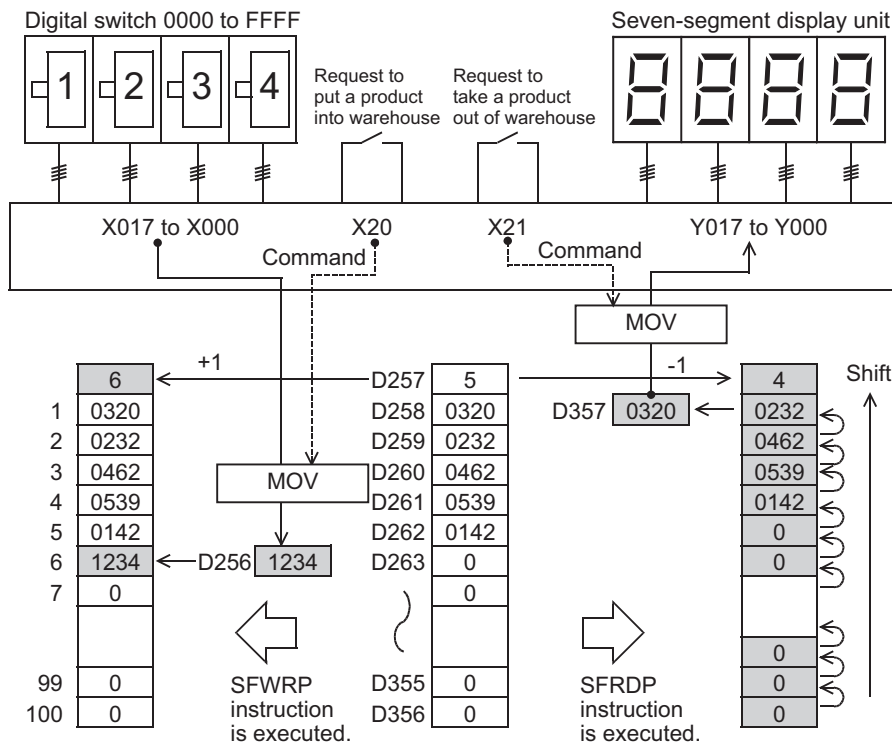 Digital switch 0000 to FFFF
Seven-segment display unit
1 2 3 4
Request to
put a product
into warehouse
Request to
take a product
out of warehouse
8 8 8 8
X017 to X000
X20
X21
Y017 to Y000
Command
Command
MOV
+1
-1
Shift
6
D257 5
4
1 0320
D258 0320
D357 0320
0232
2 0232
D259 0232
0462
3 0462
MOV
D260 0462
0539
4 0539
D261 0539
0142
5 0142
D262 0142
0
6 1234
D256 1234
D263 0
0
7 0
0
0
99 0
SFWRP
instruction
is executed.
D355 0
SFRDP
instruction
is executed.
0
100 0
D356 0
0